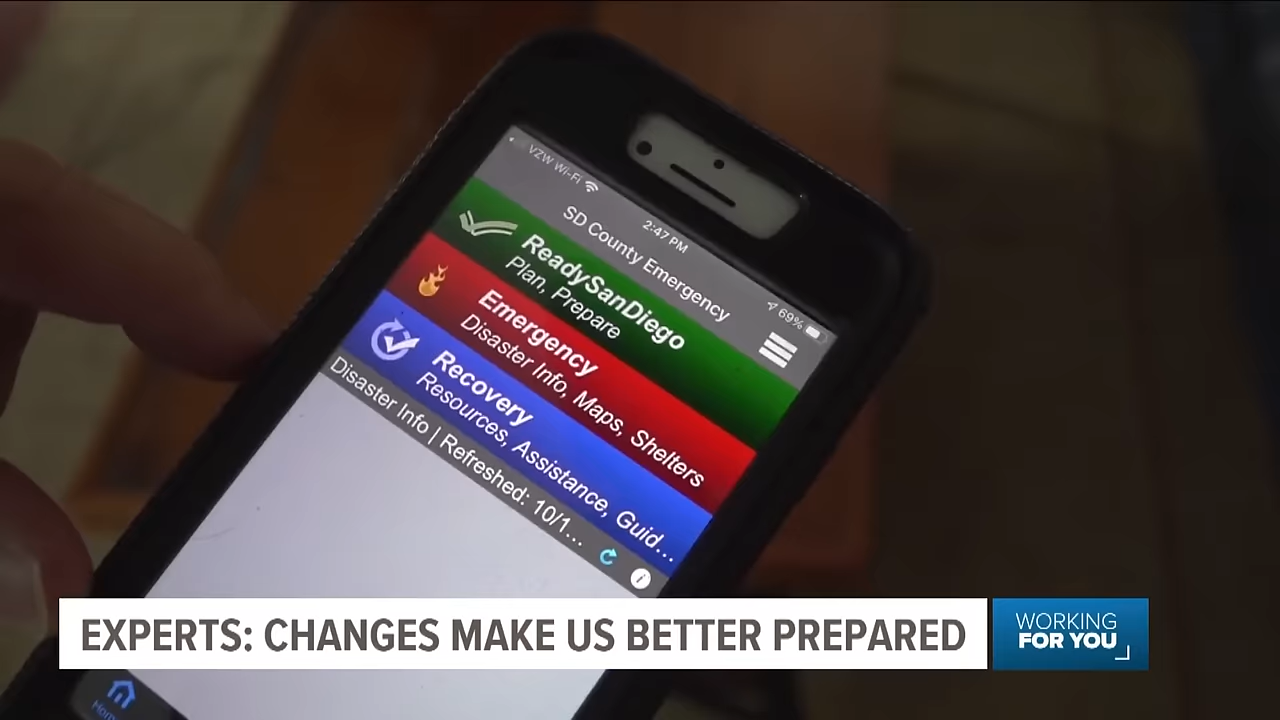 VZW Wi-Fi
2:47 PM
69%
SD County Emergency
ReadySanDiego
Plan, Prepare
Emergency
Disaster Info, Maps, Shelters
Recovery
Resources, Assistance, Guid...
Disaster Info | Refreshed: 10/1...
EXPERTS: CHANGES MAKE US BETTER PREPARED
WORKING
FOR YOU